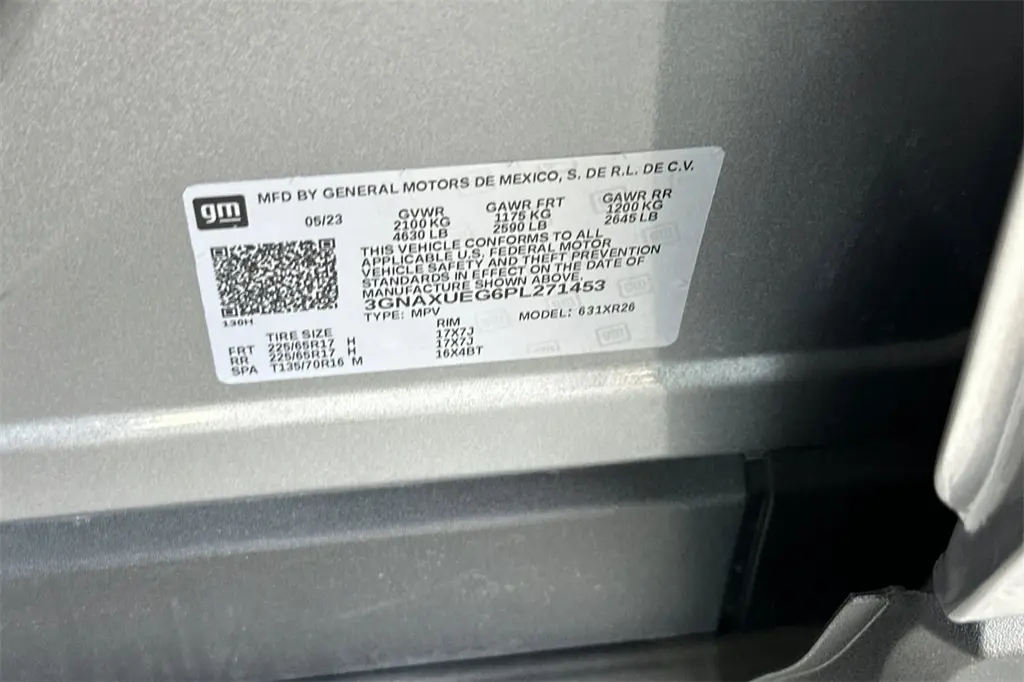 gm
MFD BY GENERAL MOTORS DE MEXICO, S. DE R.L. DE C.V.
05/23
GVWR GAWR FRT GAWR RR
2100 KG 1175 KG 1200 KG
4630 LB 2590 LB 2645 LB
THIS VEHICLE CONFORMS TO ALL
APPLICABLE U.S. FEDERAL MOTOR
VEHICLE SAFETY AND THEFT PREVENTION
STANDARDS IN EFFECT ON THE DATE OF
MANUFACTURE SHOWN ABOVE.
3GNAXUEG6PL271453
TYPE: MPV MODEL: 631XR26
130H
TIRE SIZE RIM
FRT 225/65R17 H 17X7J
RR 225/65R17 H 17X7J
SPA T135/70R16 M 16X4BT